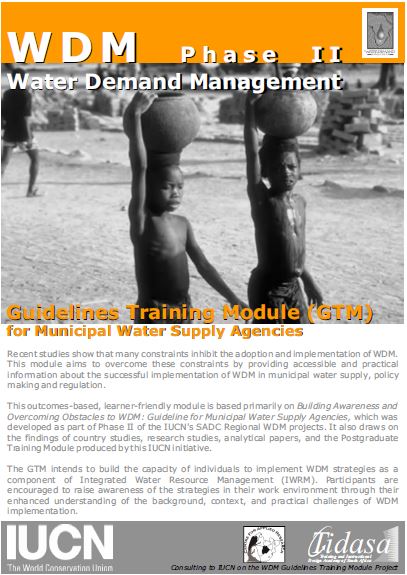 WDM Phase II
Water Demand Management
Guidelines Training Module (GTM)
for Municipal Water Supply Agencies
Recent studies show that many constraints inhibit the adoption and implementation of WDM.
This module aims to overcome these constraints by providing accessible and practical
information about the successful implementation of WDM in municipal water supply, policy
making and regulation.
This outcomes-based, learner-friendly module is based primarily on Building Awareness and
Overcoming Obstacles to WDM: Guideline for Municipal Water Supply Agencies, which was
developed as part of Phase II of the IUCN's SADC Regional WDM projects. It also draws on
the findings of country studies, research studies, analytical papers, and the Postgraduate
Training Module produced by this IUCN initiative.
The GTM intends to build the capacity of individuals to implement WDM strategies as a
component of Integrated Water Resource Management (IWRM). Participants are
encouraged to raise awareness of the strategies in their work environment through their
enhanced understanding of the background, context, and practical challenges of WDM
implementation.
IUCN
The World Conservation Union
idasa
Training and Instructional
Design Academy of South Africa
Consulting to IUCN on the WDM Guidelines Training Module Project